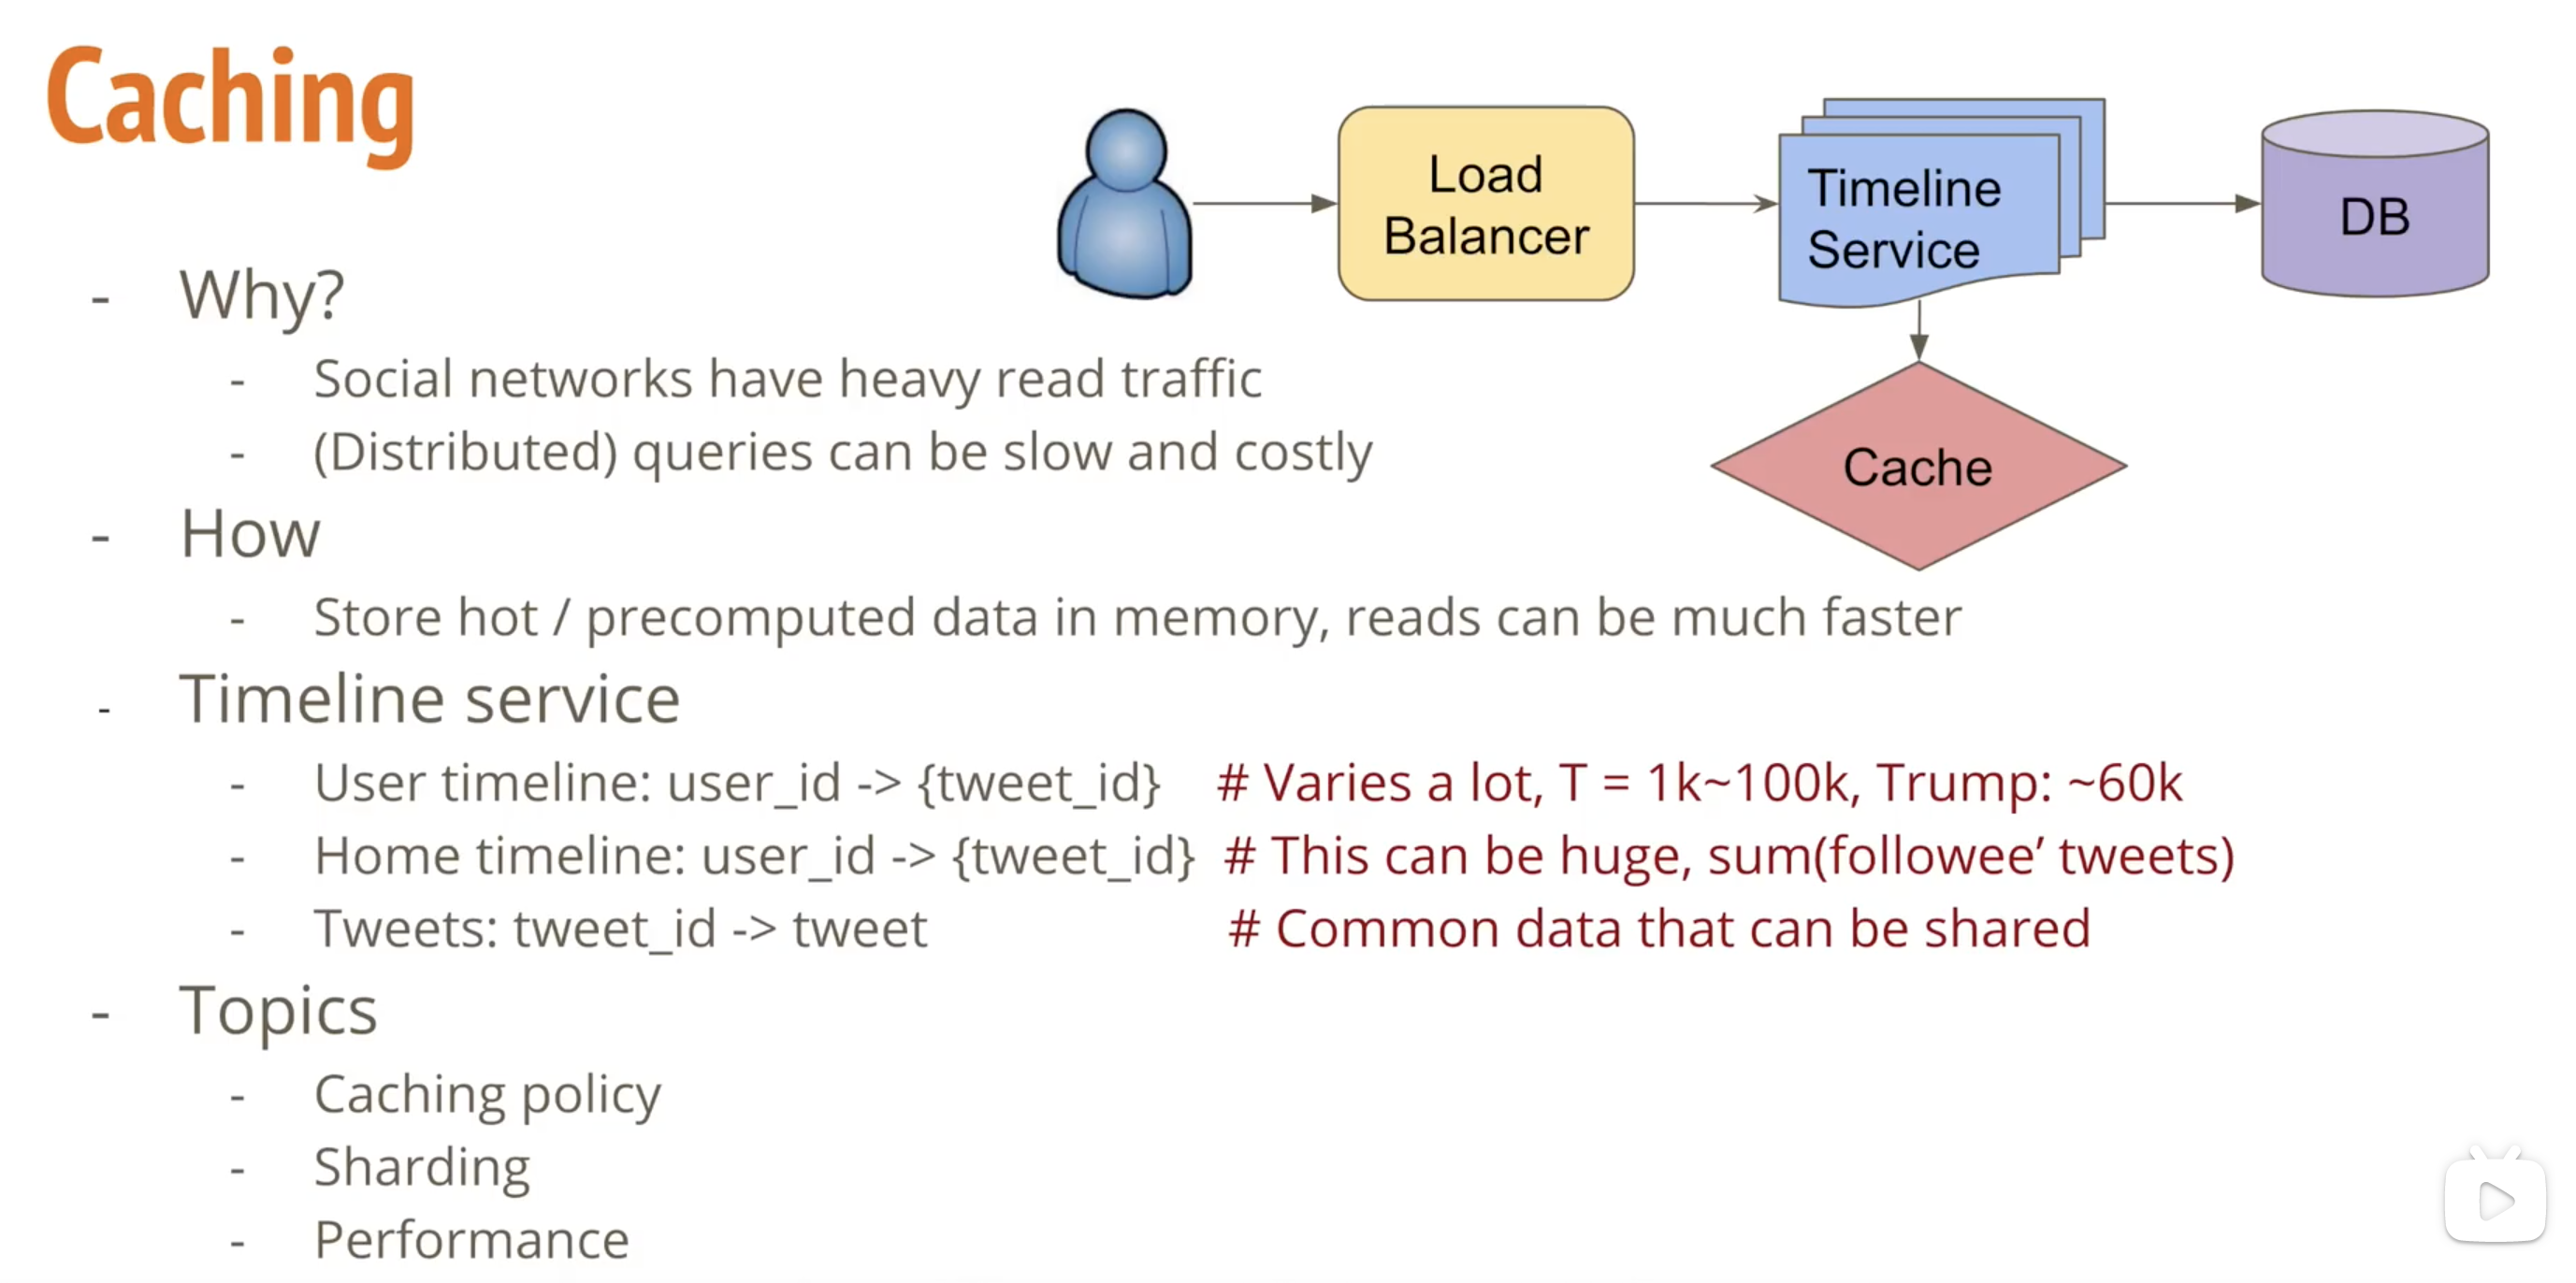 Caching
Load
Balancer
Timeline
Service
DB
Cache
- Why?
- Social networks have heavy read traffic
- (Distributed) queries can be slow and costly
- How
- Store hot / precomputed data in memory, reads can be much faster
- Timeline service
- User timeline: user_id -> {tweet_id} # Varies a lot, T = 1k~100k, Trump: ~60k
- Home timeline: user_id -> {tweet_id} # This can be huge, sum(followee’ tweets)
- Tweets: tweet_id -> tweet # Common data that can be shared
- Topics
- Caching policy
- Sharding
- Performance